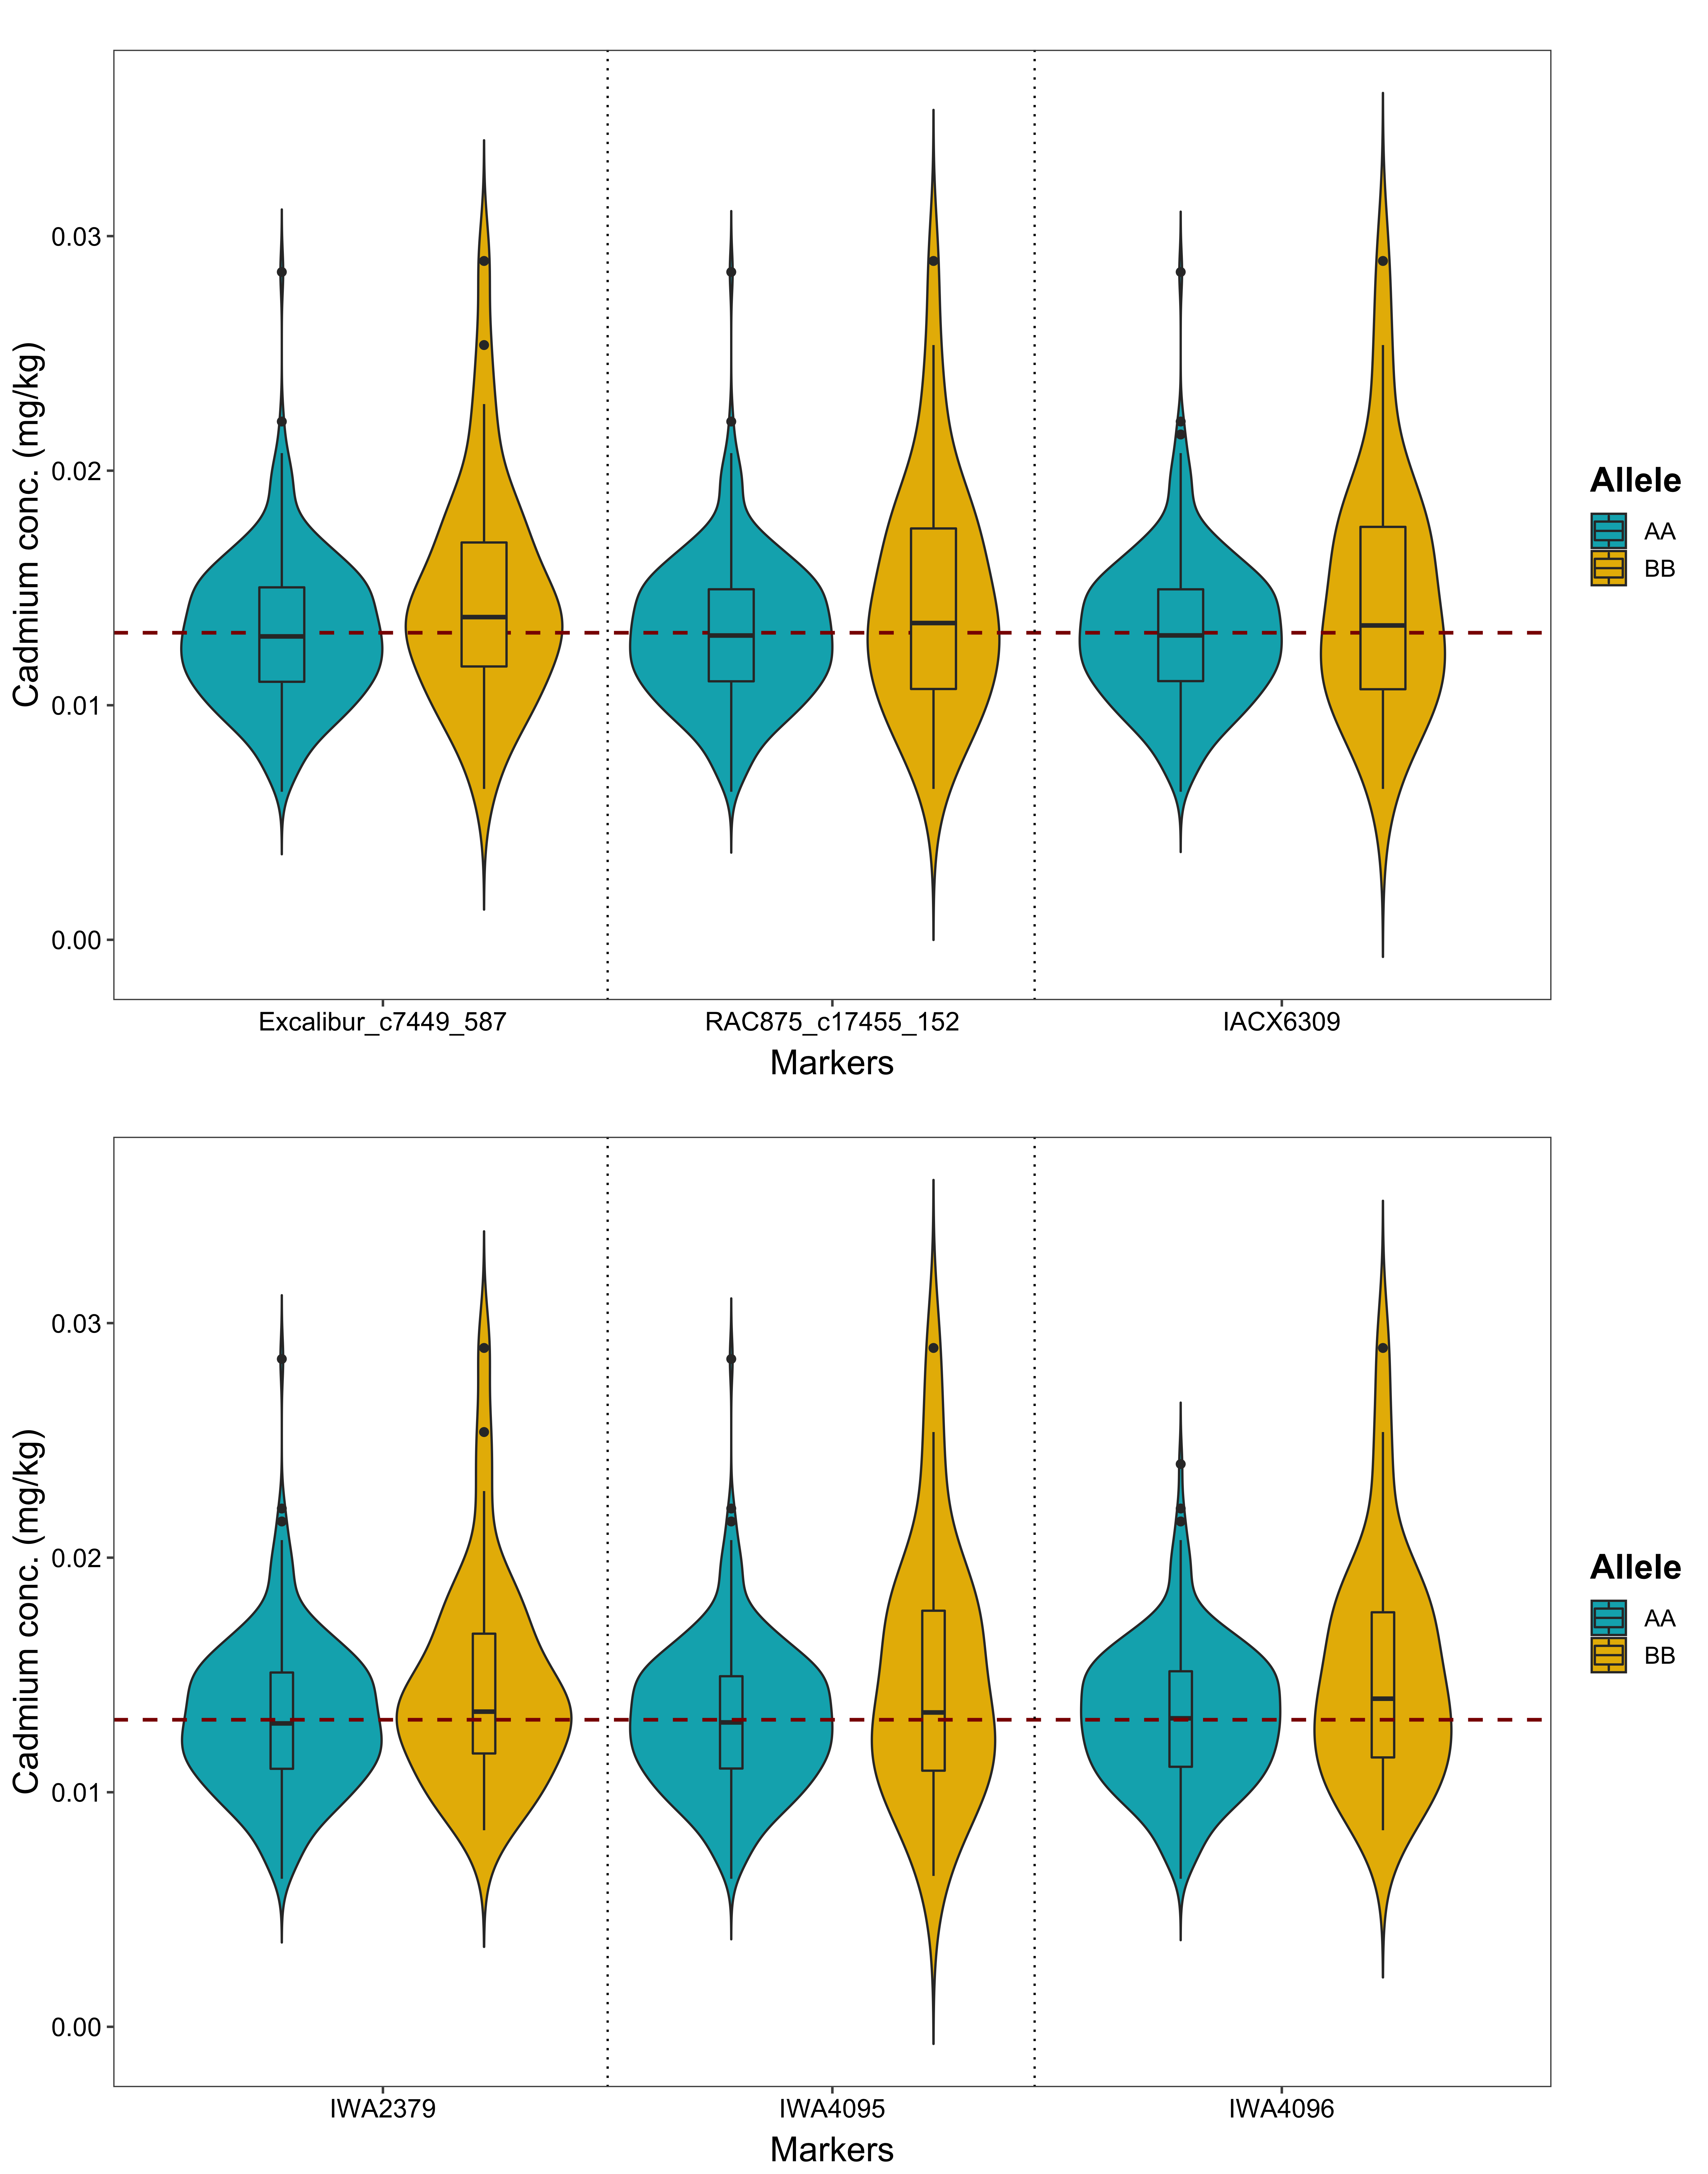 0.03
0.02
0.01
0.00
Cadmium conc. (mg/kg)
Excalibur_c7449_587
RAC875_c17455_152
IACX6309
Markers
Allele
AA
BB
0.03
0.02
0.01
0.00
Cadmium conc. (mg/kg)
IWA2379
IWA4095
IWA4096
Markers
Allele
AA
BB